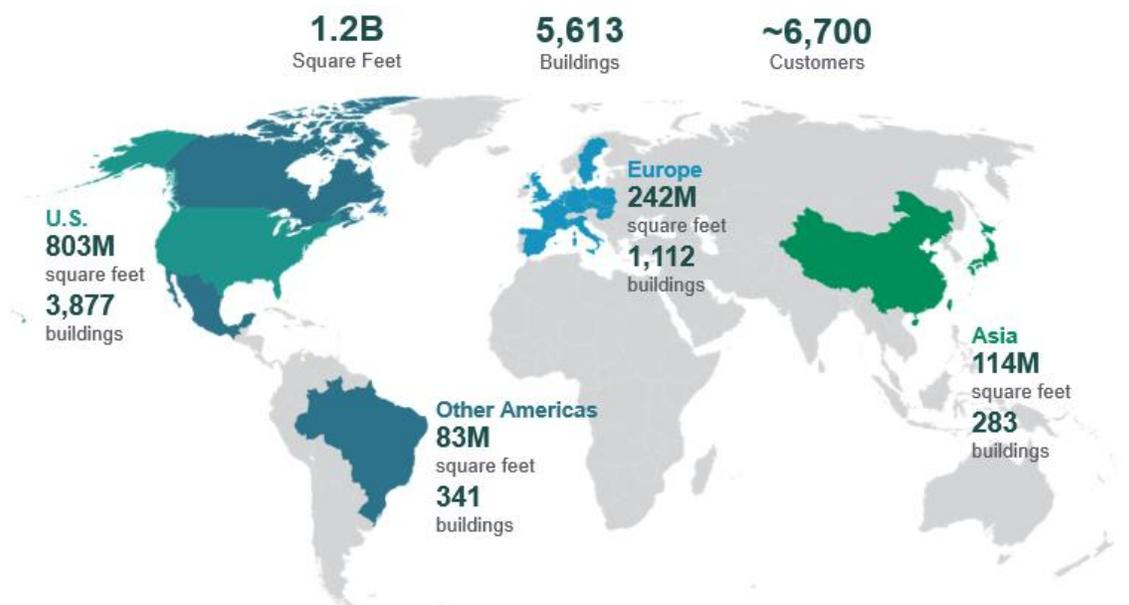 1.2B
Square Feet
5,613
Buildings
~6,700
Customers
U.S.
803M
square feet
3,877
buildings
Europe
242M
square feet
1,112
buildings
Other Americas
83M
square feet
341
buildings
Asia
114M
square feet
283
buildings